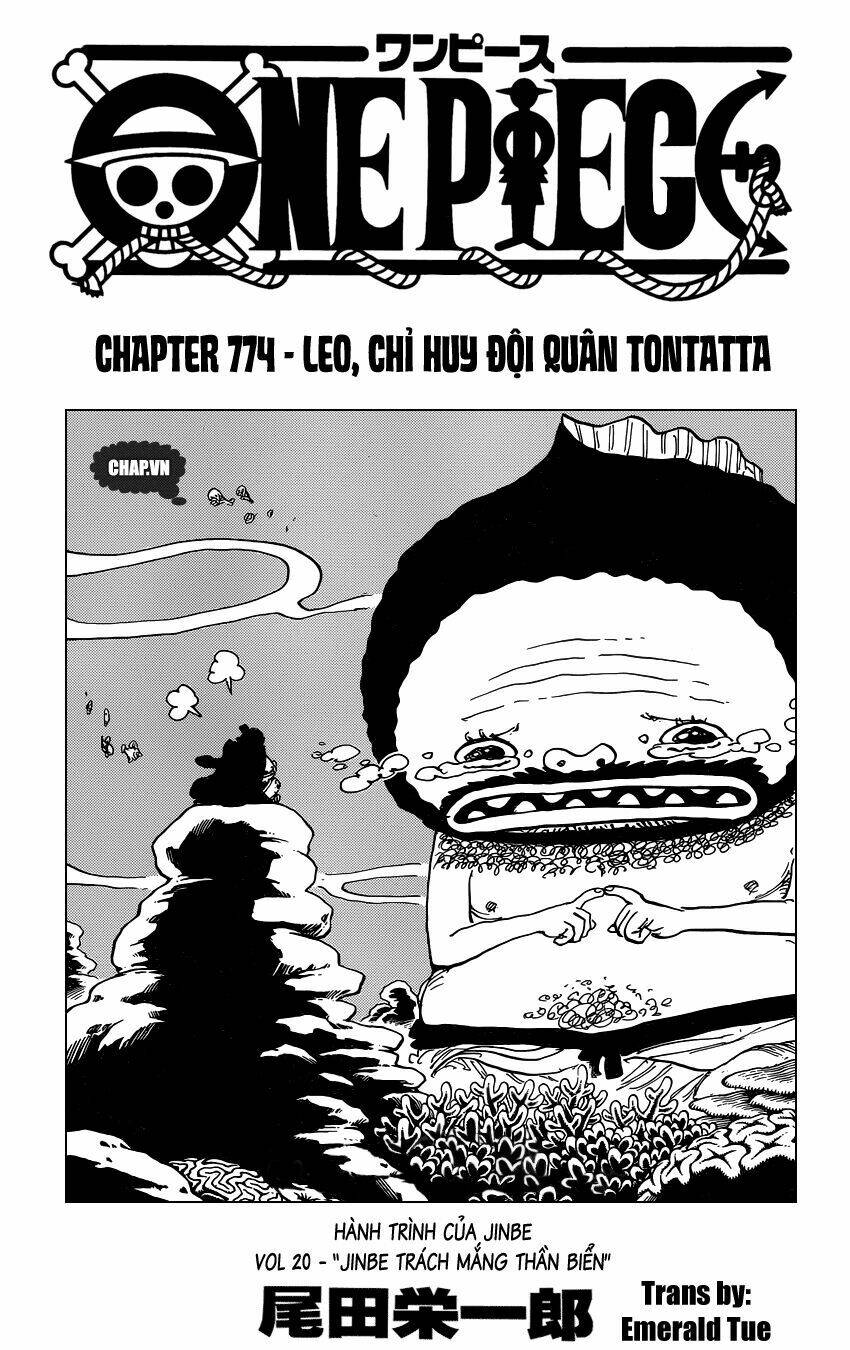 ワンピース
ONE PIECE
CHAPTER 774 - LEO, CHỈ HUY ĐỘI QUÂN TONTATTA
CHAP.VN
HÀNH TRÌNH CỦA JINBE
VOL 20 - "JINBE TRÁCH MẮNG THẦN BIỂN"
尾田栄一郎
Trans by:
Emerald Tue